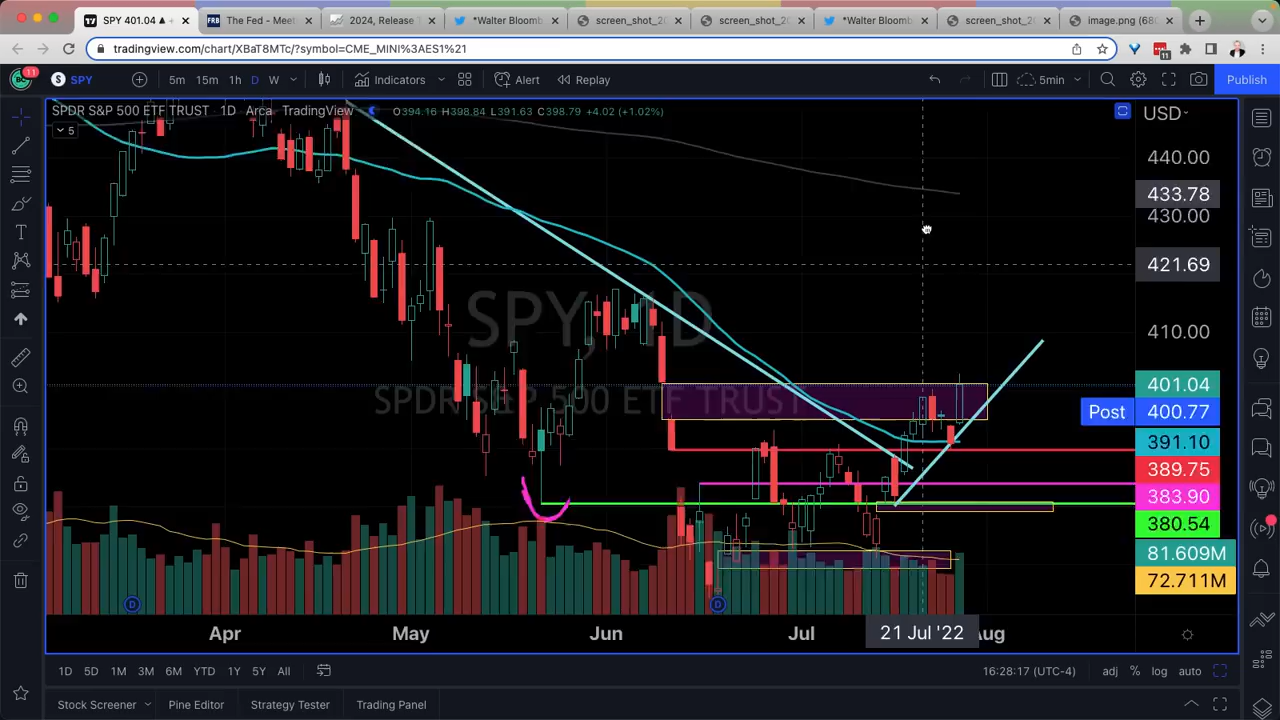 SPY 401.04 ▲ +
The Fed - Meet
2024, Release T
*Walter Bloomb
screen_shot_20
screen_shot_20
*Walter Bloomb
screen_shot_20
image.png (680
tradingview.com/chart/XBaT8MTc/?symbol=CME_MINI%3AES1%21
11
11
SPY
5m 15m 1h D W
Indicators
Alert
Replay
5min
Publish
SPDR S&P 500 ETF TRUST · 1D · Arca TradingView
O394.16 H398.84 L391.63 C398.79 +4.02 (+1.02%)
USD
5
440.00
433.78
430.00
421.69
SPY, 1D
SPDR S&P 500 ETF TRUST
410.00
401.04
Post 400.77
391.10
389.75
383.90
380.54
81.609M
72.711M
D
D
Apr May Jun Jul 21 Jul '22 Aug
1D 5D 1M 3M 6M YTD 1Y 5Y All
16:28:17 (UTC-4)
adj % log auto
Stock Screener
Pine Editor
Strategy Tester
Trading Panel